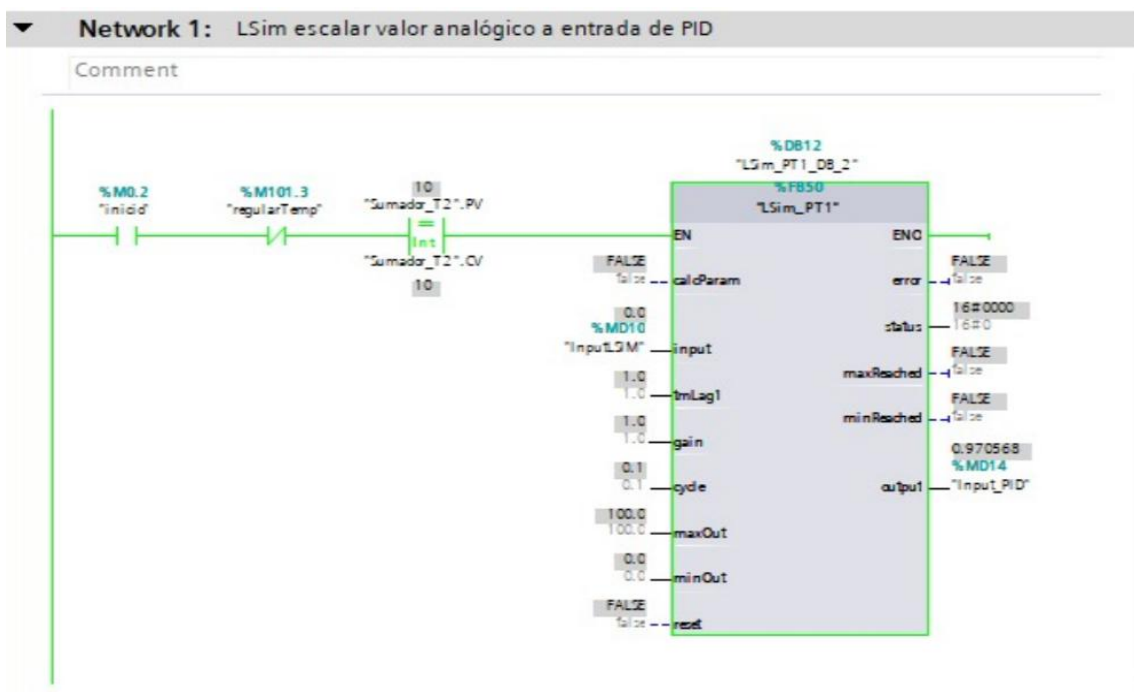 Network 1: LSim escalar valor analógico a entrada de PID
Comment
%DB12
"LSim_PT1_DB_2"
%M0.2
"inicio"
%M101.3
"regularTemp"
10
"Sumador_T2".PV
==
Int
"Sumador_T2".CV
10
%FB50
"LSim_PT1"
EN
ENO
FALSE
false
calcParam
error
FALSE
false
0.0
%MD10
"InputLSIM"
input
status
16#0000
16#0
1.0
1.0
tmLag1
maxReached
FALSE
false
1.0
1.0
gain
minReached
FALSE
false
0.1
0.1
cycle
output
0.970568
%MD14
"Input_PID"
100.0
100.0
maxOut
0.0
0.0
minOut
FALSE
false
reset